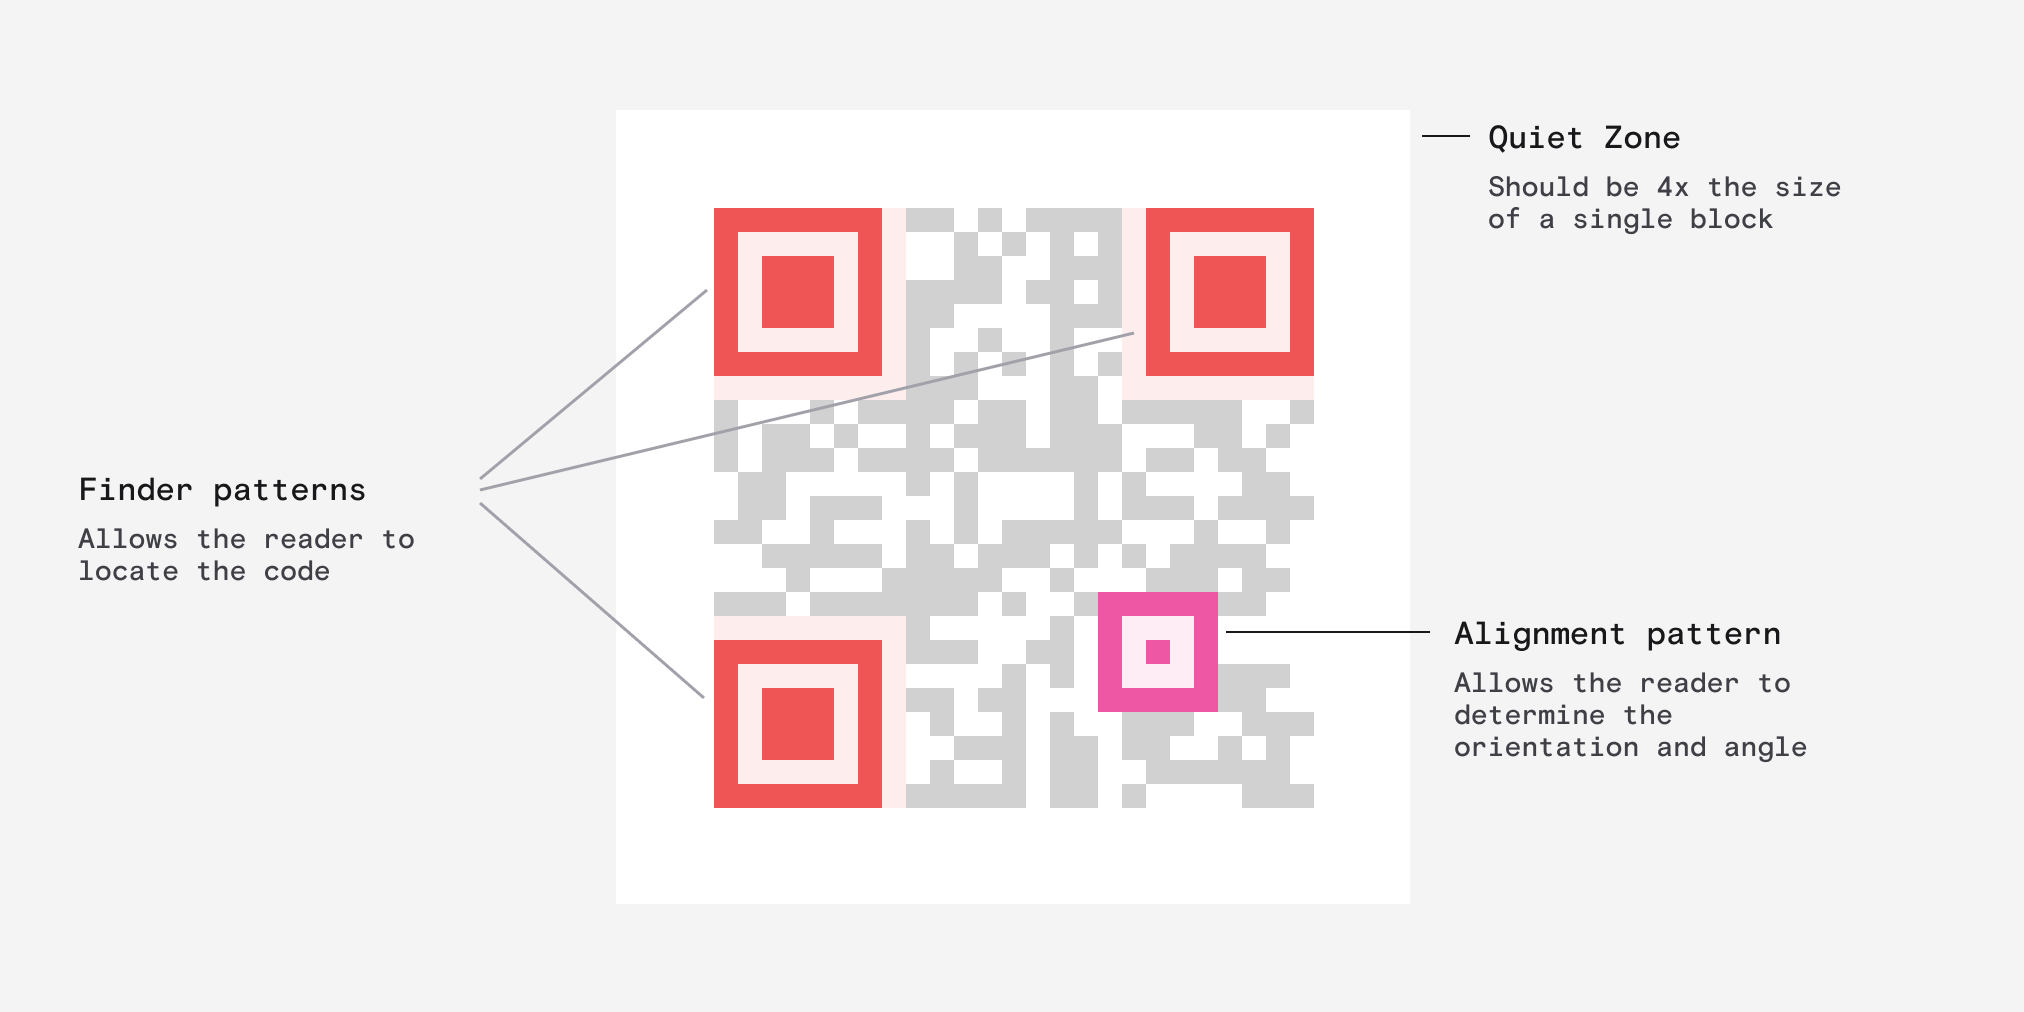 Quiet Zone
Should be 4x the size
of a single block
Finder patterns
Allows the reader to
locate the code
Alignment pattern
Allows the reader to
determine the
orientation and angle